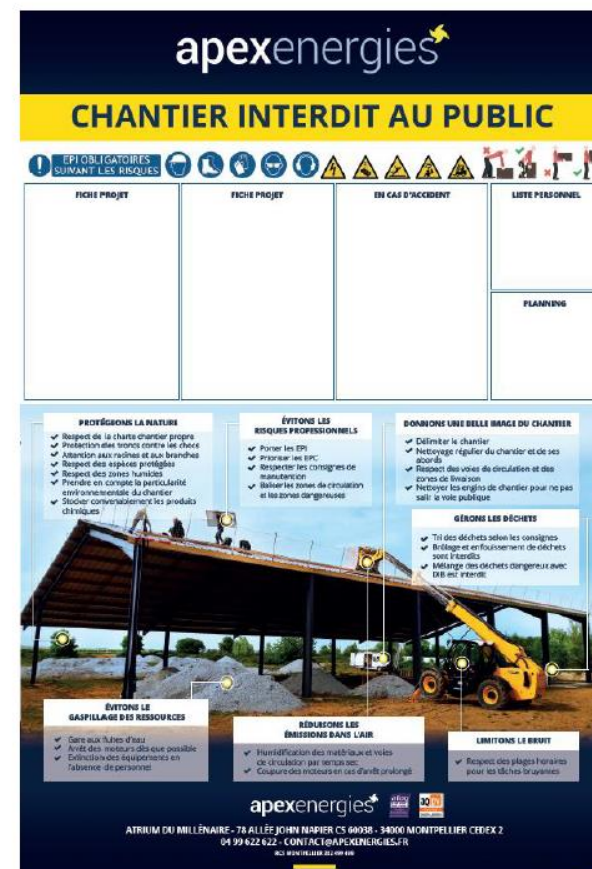 apexenergies
CHANTIER INTERDIT AU PUBLIC
EPI OBLIGATOIRES
SUIVANT LES RISQUES
FICHE PROJET
FICHE PROJET
EN CAS D'ACCIDENT
LISTE PERSONNEL
PLANNING
PROTÉGEONS LA NATURE
Respect de la charte chantier propre
Protection des troncs contre les chocs
Attention aux racines et aux branches
Respect des espèces protégées
Respect des zones humides
Prendre en compte la particularité
environnementale du chantier
Stocker convenablement les produits
chimiques
ÉVITONS LES
RISQUES PROFESSIONNELS
Porter les EPI
Prioriser les EPC
Respecter les consignes de
manutention
Baliser les zones de circulation
et les zones dangereuses
DONNONS UNE BELLE IMAGE DU CHANTIER
Délimiter le chantier
Nettoyage régulier du chantier et de ses
abords
Respect des voies de circulation et des
zones de livraison
Nettoyer les engins de chantier pour ne pas
salir la voie publique
GÉRONS LES DÉCHETS
Tri des déchets selon les consignes
Brûlage et enfouissement de déchets
sont interdits
Mélange des déchets dangereux avec
DIB est interdit
ÉVITONS LE
GASPILLAGE DES RESSOURCES
Gare aux fuites d'eau
Arrêt des moteurs dès que possible
Extinction des équipements en
l'absence de personnel
RÉDUISONS LES
ÉMISSIONS DANS L'AIR
Humidification des matériaux et voies
de circulation par temps sec
Coupure des moteurs en cas d'arrêt prolongé
LIMITONS LE BRUIT
Respect des plages horaires
pour les tâches bruyantes
apexenergies
ATRIUM DU MILLÉNAIRE - 78 ALLÉE JOHN NAPIER CS 60038 - 34000 MONTPELLIER CEDEX 2
04 99 622 622 - CONTACT@APEXENERGIES.FR
RCS MONTPELLIER